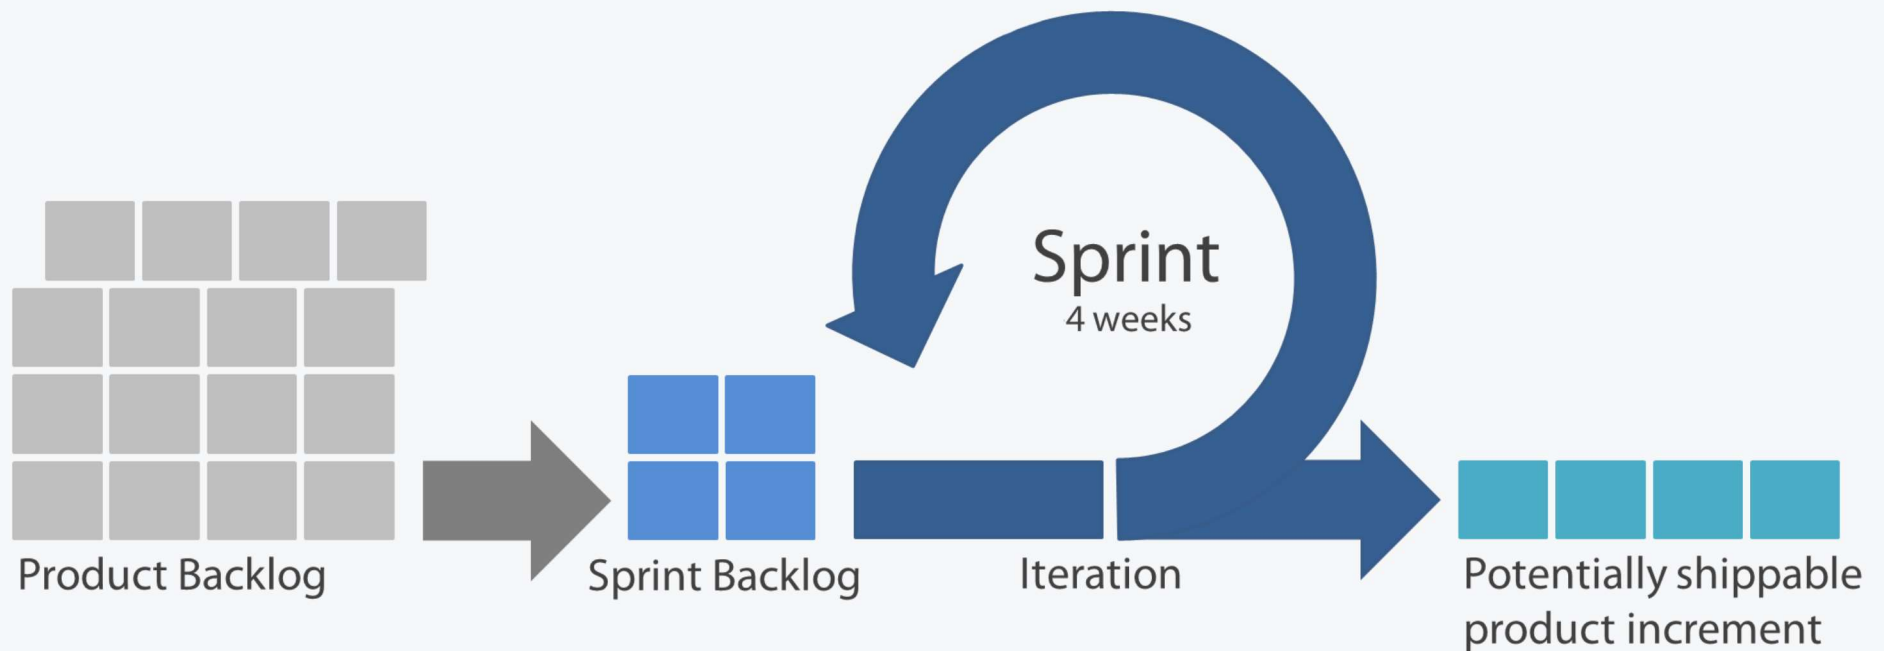 Sprint
4 weeks
Product Backlog
Sprint Backlog
Iteration
Potentially shippable
product increment